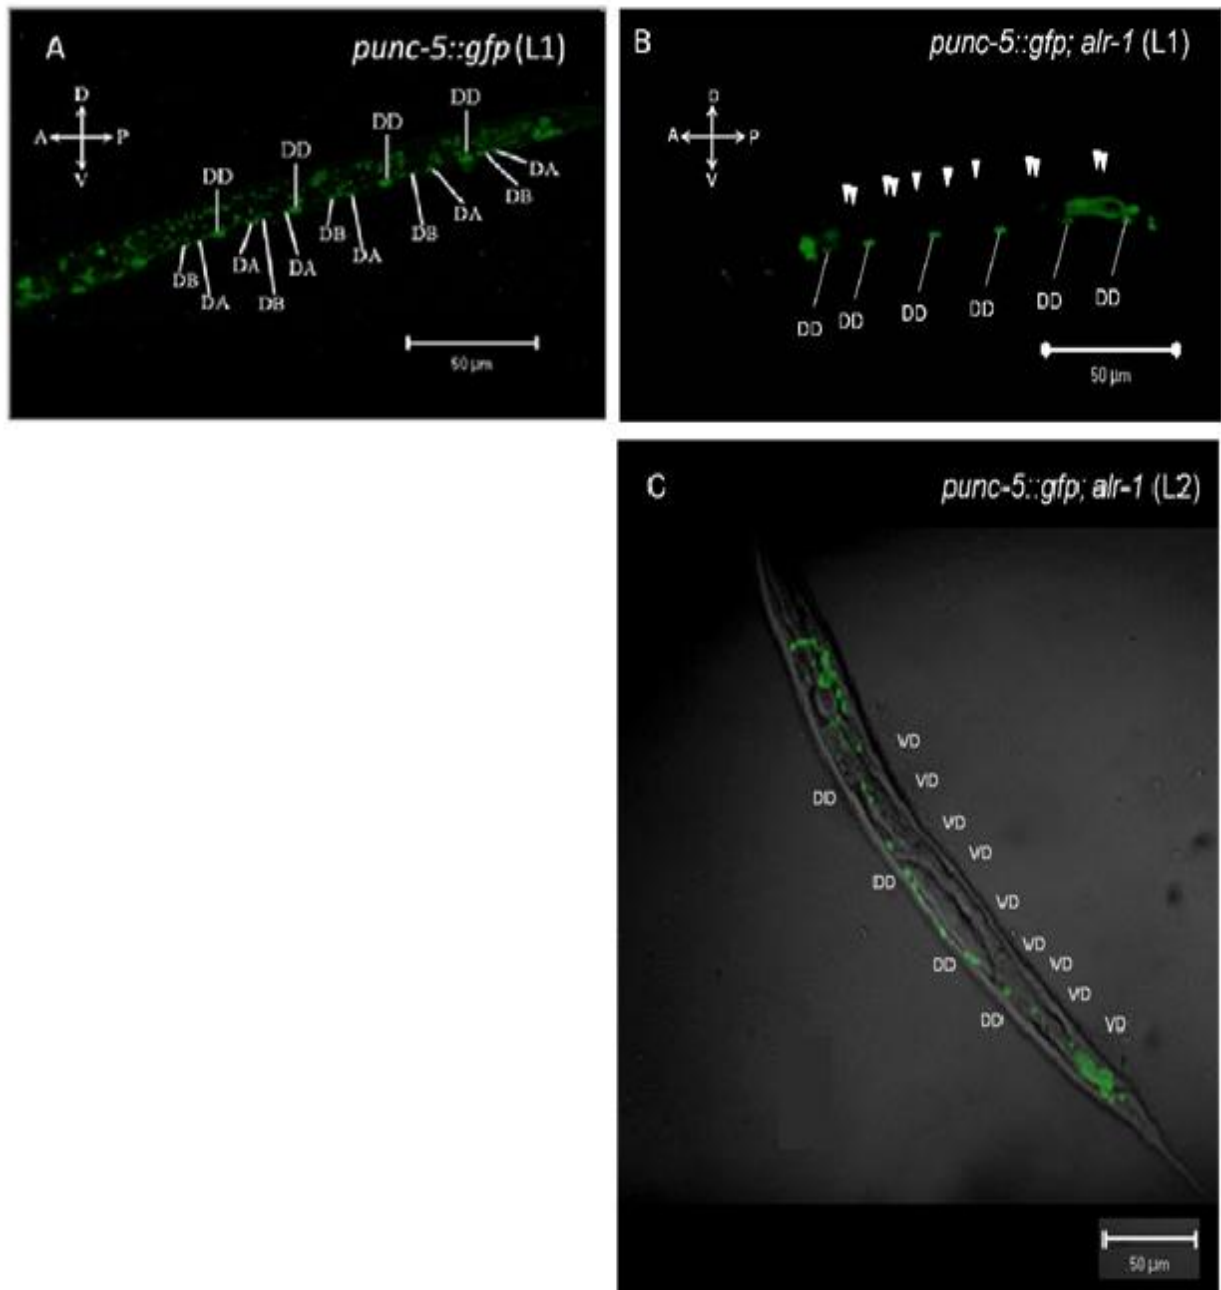 A
punc-5::gfp (L1)
D
A P
V
DD
DD
DD
DD
DB
DA
DA
DB
DA
DB
DA
DB
DA
DB
DA
50 µm
B
punc-5::gfp; alr-1 (L1)
D
A P
V
DD DD DD DD DD DD
50 µm
C
punc-5::gfp; alr-1 (L2)
VD
VD
DD
VD
VD
DD
VD
VD
DD
VD
VD
DD
VD
50 µm